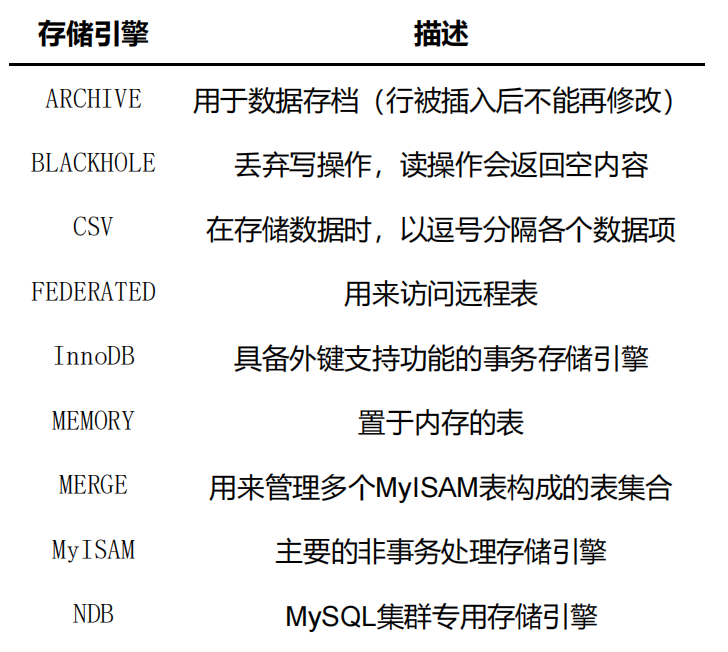 存储引擎 描述
ARCHIVE 用于数据存档（行被插入后不能再修改）
BLACKHOLE 丢弃写操作，读操作会返回空内容
CSV 在存储数据时，以逗号分隔各个数据项
FEDERATED 用来访问远程表
InnoDB 具备外键支持功能的事务存储引擎
MEMORY 置于内存的表
MERGE 用来管理多个MyISAM表构成的表集合
MyISAM 主要的非事务处理存储引擎
NDB MySQL集群专用存储引擎